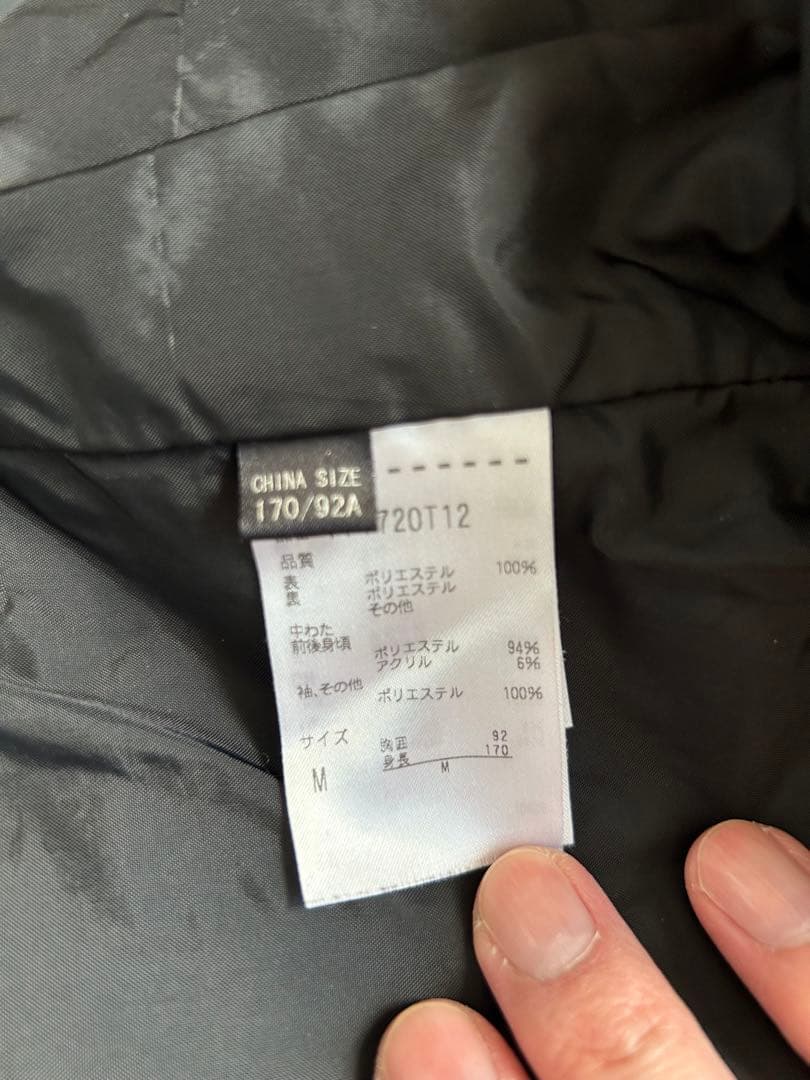 CHINA SIZE
170/92A
720T12
品質
表 ポリエステル 100%
裏 ポリエステル
その他
中わた
前後身頃 ポリエステル 94%
アクリル 6%
袖、その他 ポリエステル 100%
サイズ 胸囲 92
身長 170
M M